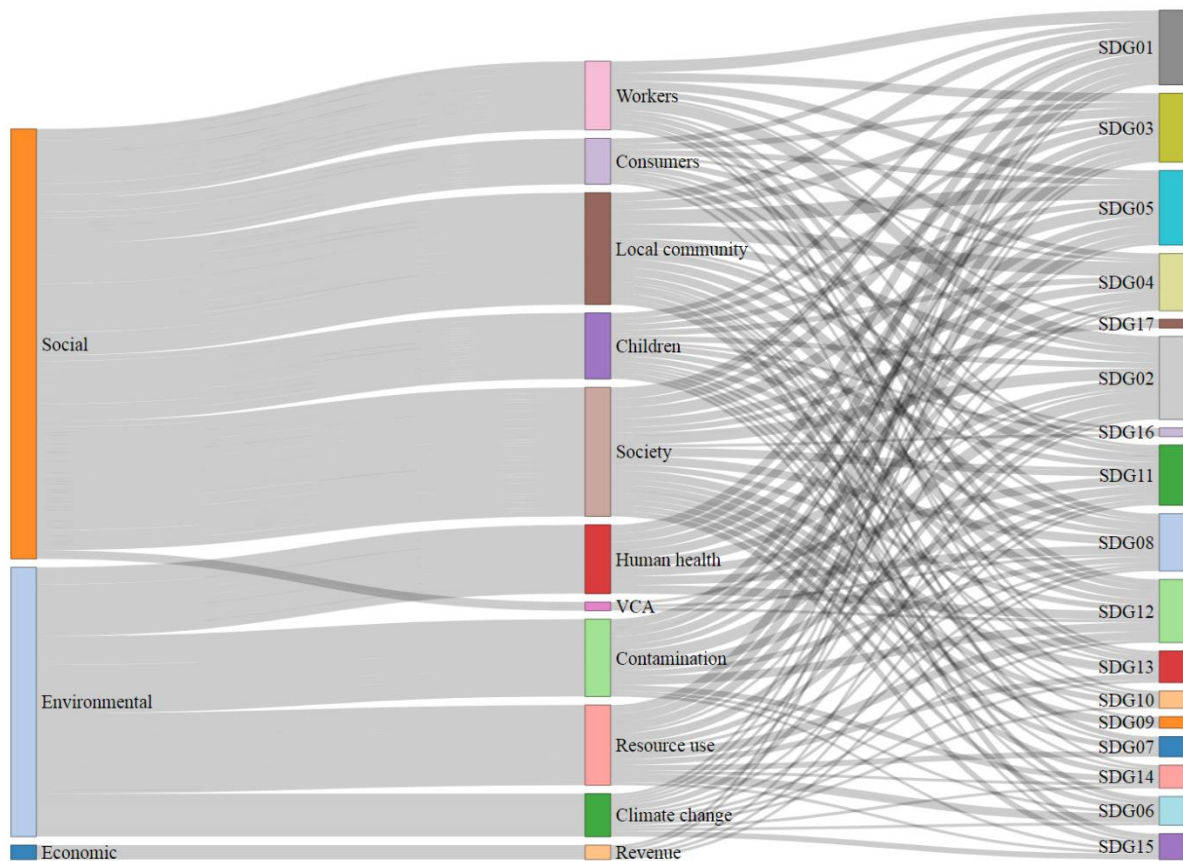 Social
Environmental
Economic
Workers
Consumers
Local community
Children
Society
Human health
VCA
Contamination
Resource use
Climate change
Revenue
SDG01
SDG03
SDG05
SDG04
SDG17
SDG02
SDG16
SDG11
SDG08
SDG12
SDG13
SDG10
SDG09
SDG07
SDG14
SDG06
SDG15